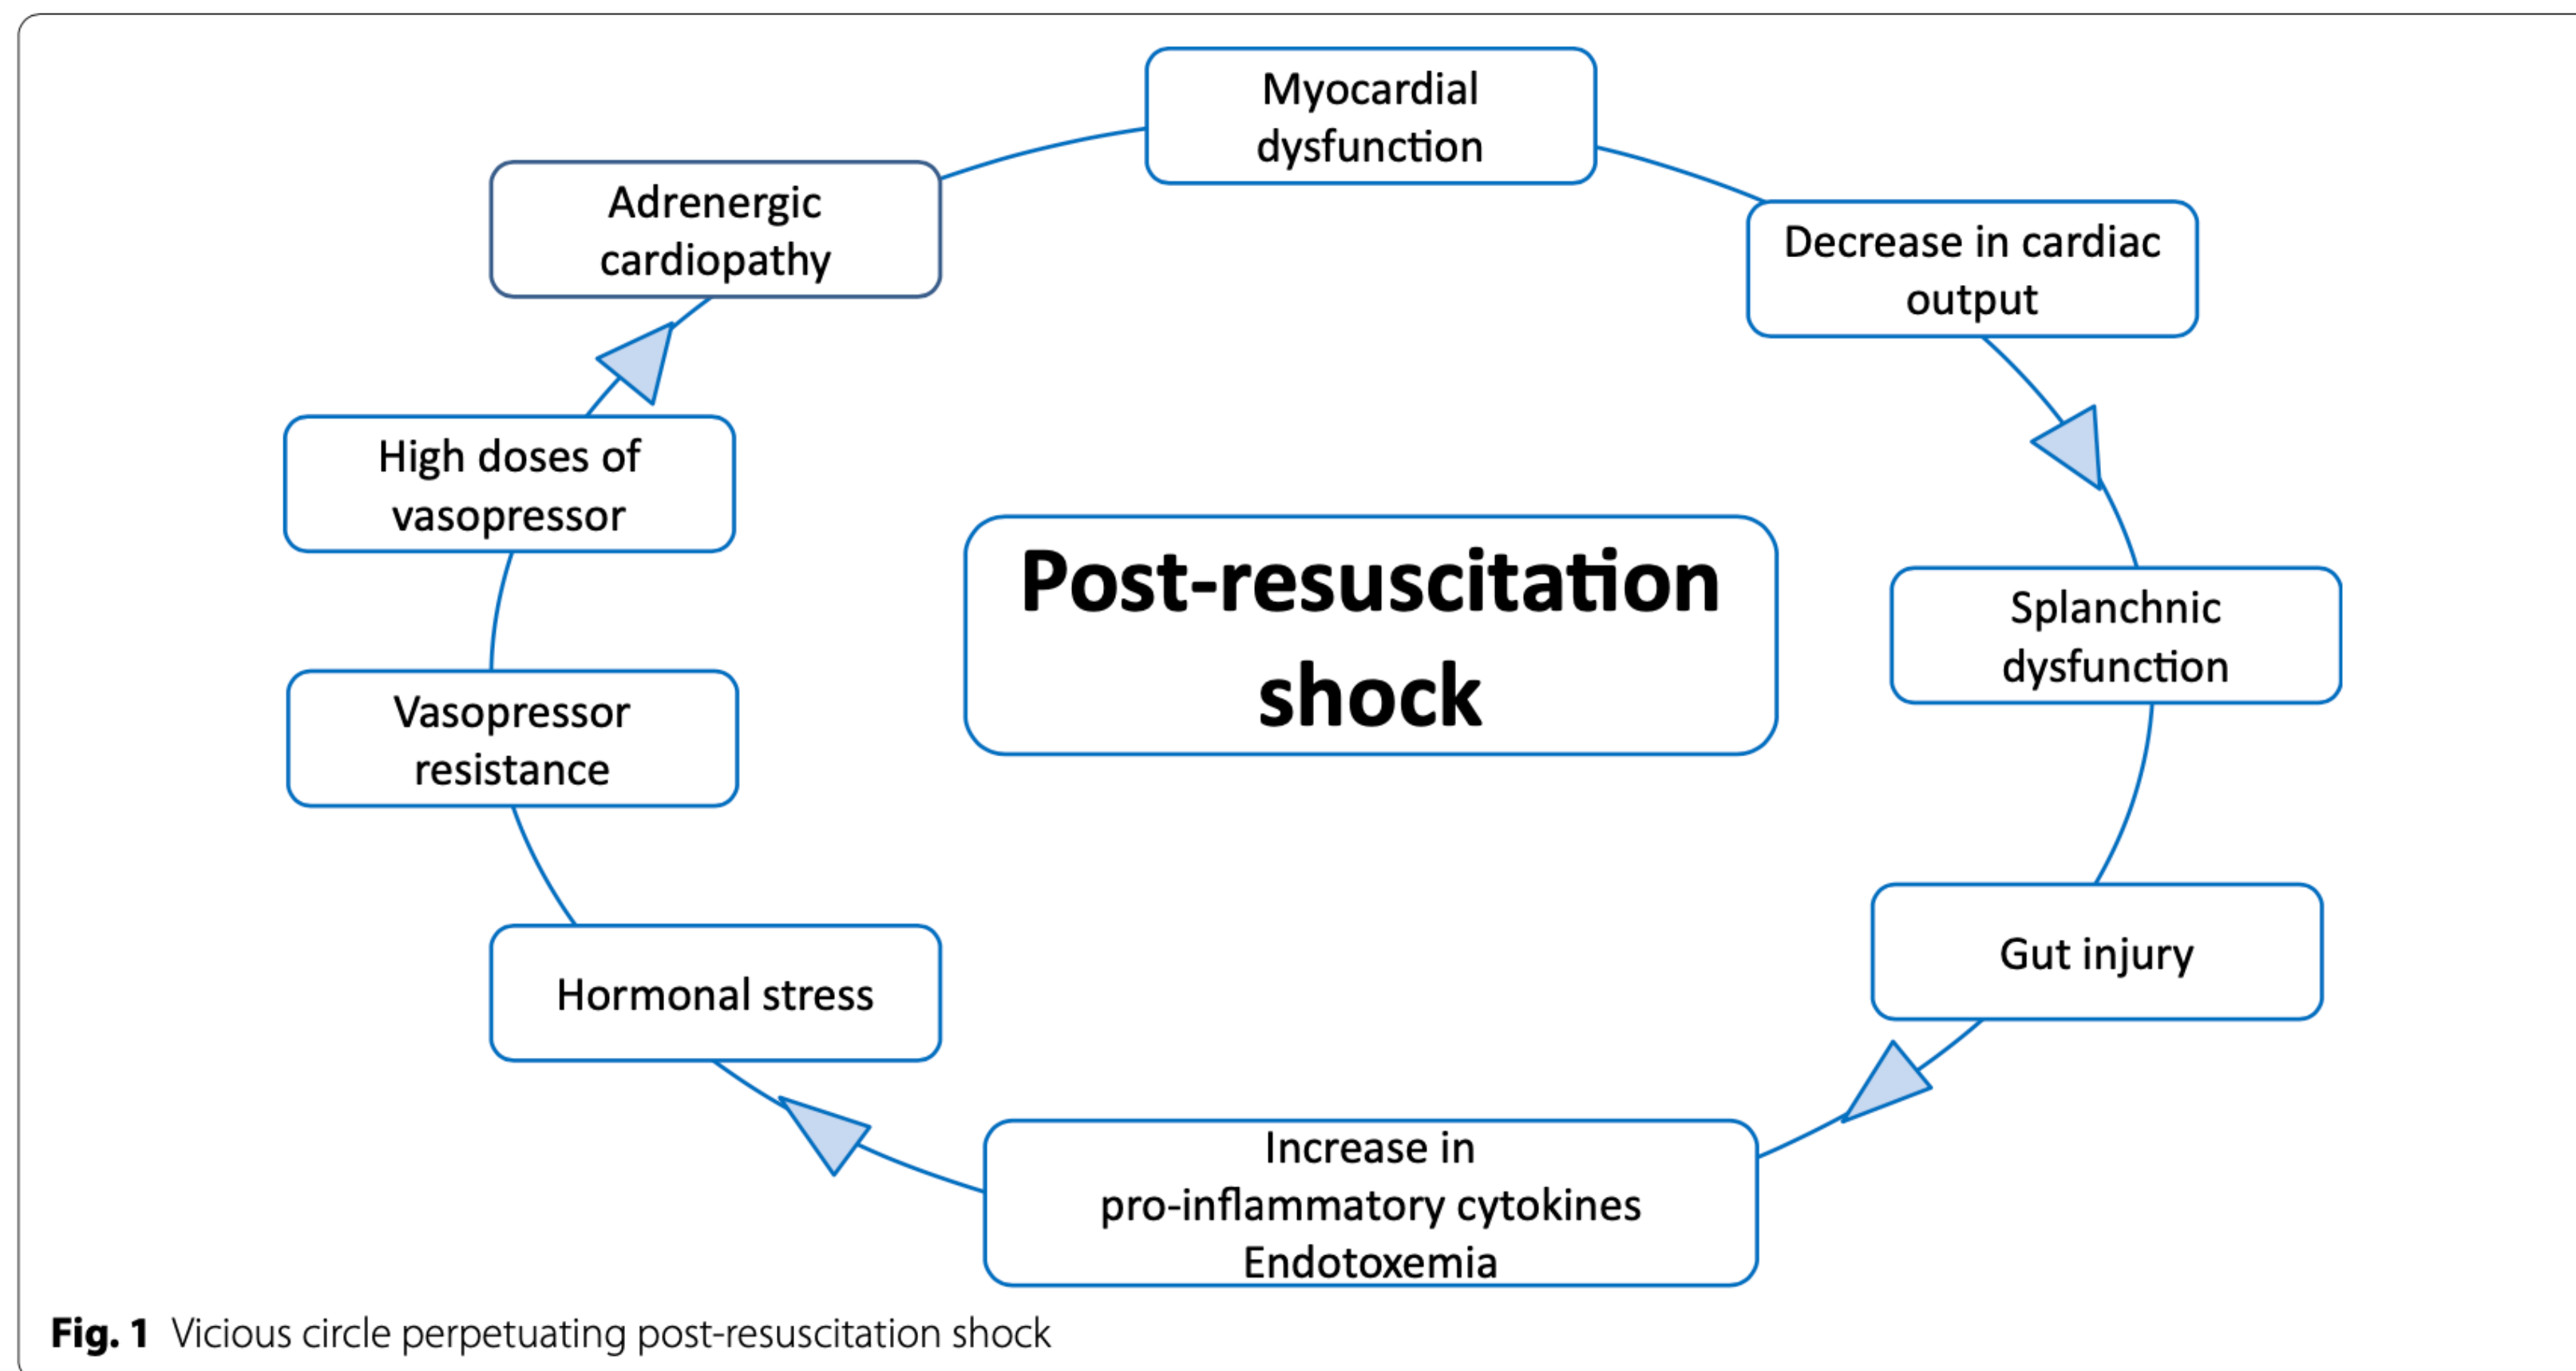 Myocardial
dysfunction
Adrenergic
cardiopathy
Decrease in cardiac
output
High doses of
vasopressor
Post-resuscitation
shock
Splanchnic
dysfunction
Vasopressor
resistance
Gut injury
Hormonal stress
Increase in
pro-inflammatory cytokines
Endotoxemia
Fig. 1 Vicious circle perpetuating post-resuscitation shock